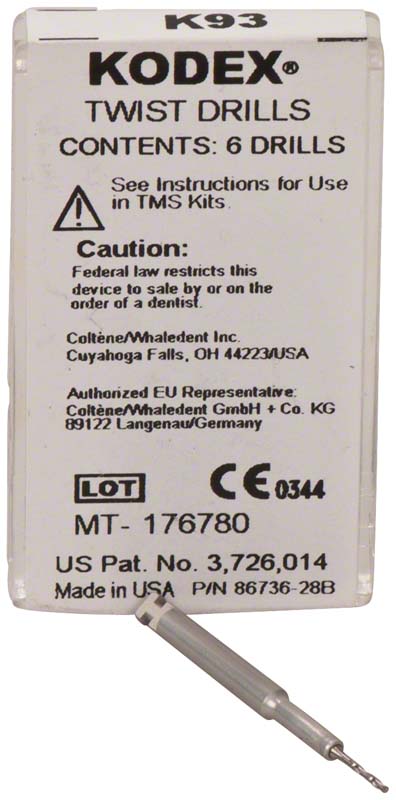 K93
KODEX®
TWIST DRILLS
CONTENTS: 6 DRILLS
! See Instructions for Use
in TMS Kits.
Caution:
Federal law restricts this
device to sale by or on the
order of a dentist.
Coltène/Whaledent Inc.
Cuyahoga Falls, OH 44223/USA
Authorized EU Representative:
Coltène/Whaledent GmbH + Co. KG
89122 Langenau/Germany
LOT CE 0344
MT- 176780
US Pat. No. 3,726,014
Made in USA P/N 86736-28B